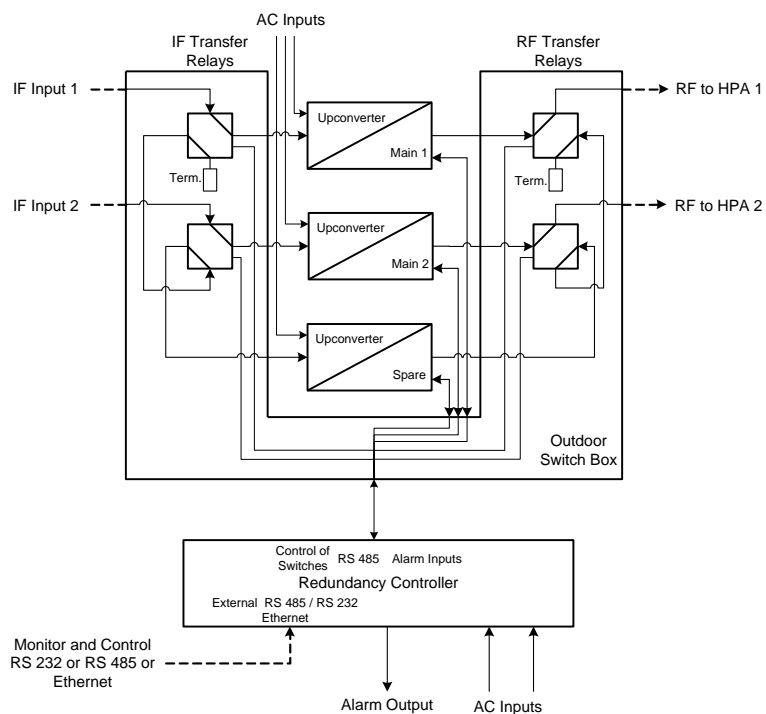 AC Inputs
IF Transfer
Relays
RF Transfer
Relays
IF Input 1
RF to HPA 1
Upconverter
Main 1
Term.
Term.
IF Input 2
RF to HPA 2
Upconverter
Main 2
Upconverter
Spare
Outdoor
Switch Box
Control of
Switches
RS 485
Alarm Inputs
Redundancy Controller
External RS 485 / RS 232
Ethernet
Monitor and Control
RS 232 or RS 485 or
Ethernet
Alarm Output
AC Inputs